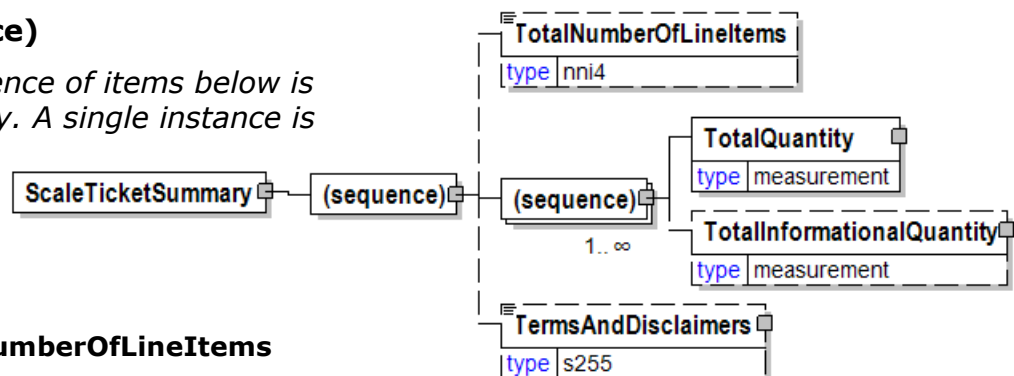 ce)
ence of items below is
y. A single instance is
umberOfLineItems
ScaleTicketSummary
(sequence)
TotalNumberOfLineItems
type nni4
(sequence)
1.. ∞
TotalQuantity
type measurement
TotalInformationalQuantity
type measurement
TermsAndDisclaimers
type s255